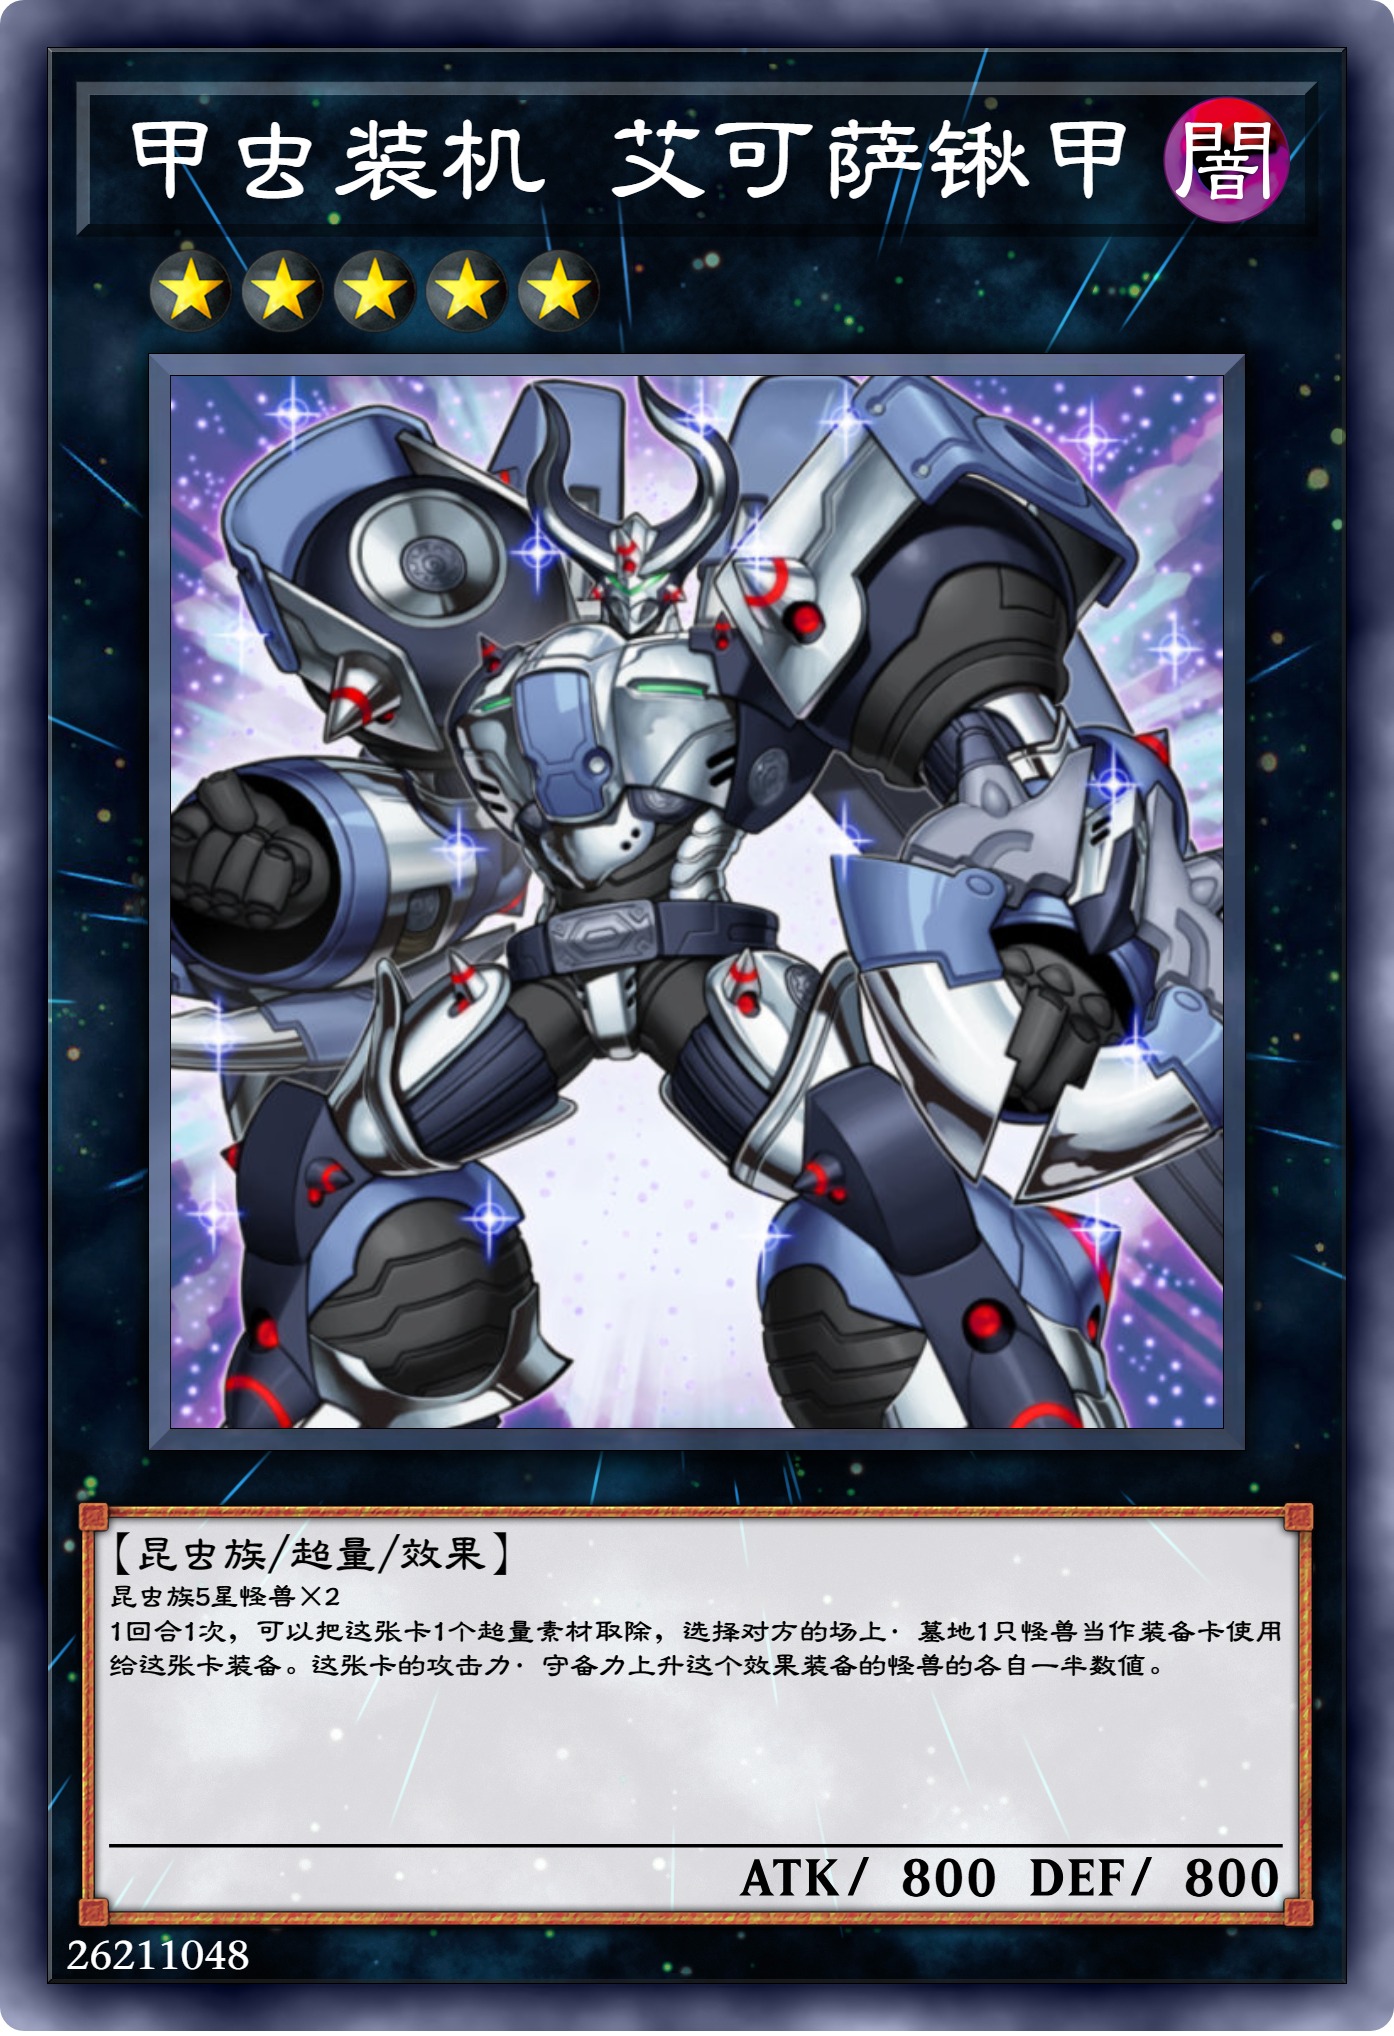 甲虫装机 艾可萨锹甲 闇
【昆虫族/超量/效果】
昆虫族5星怪兽×2
1回合1次，可以把这张卡1个超量素材取除，选择对方的场上·墓地1只怪兽当作装备卡使用
给这张卡装备。这张卡的攻击力·守备力上升这个效果装备的怪兽的各自一半数値。
ATK/ 800 DEF/ 800
26211048